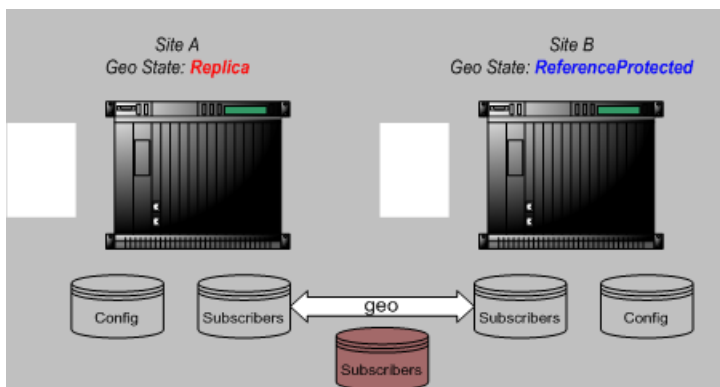 Site A
Geo State: Replica
Site B
Geo State: ReferenceProtected
Config
Subscribers
geo
Subscribers
Config
Subscribers